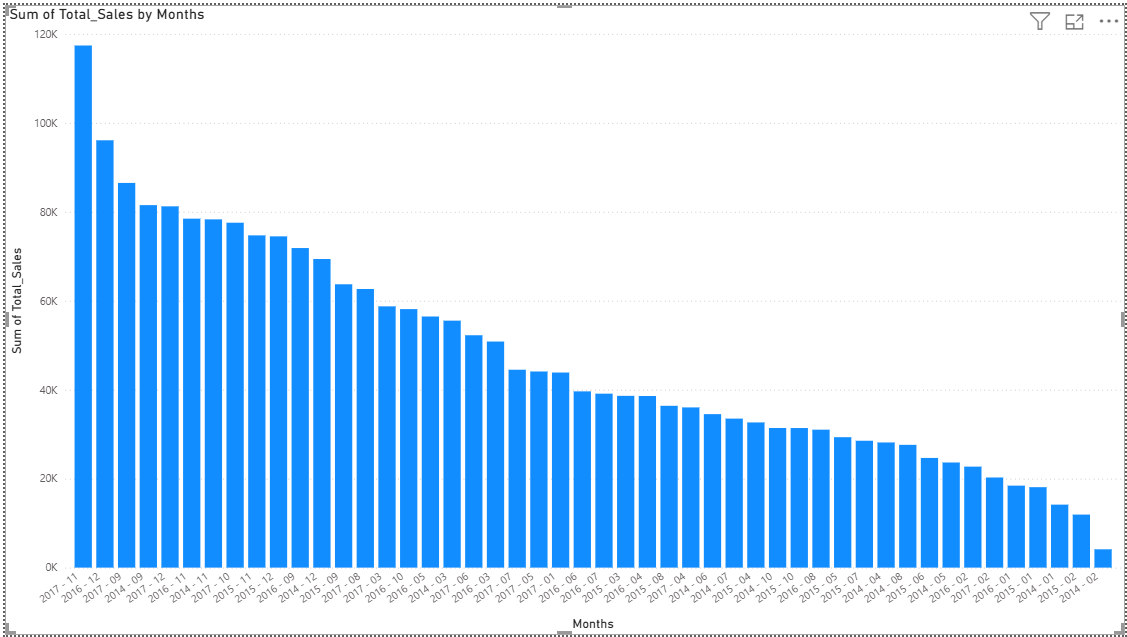 Sum of Total_Sales by Months
120K
100K
80K
60K
40K
20K
0K
Sum of Total_Sales
2017 - 11
2016 - 12
2017 - 09
2014 - 09
2017 - 12
2016 - 11
2014 - 11
2017 - 10
2015 - 11
2015 - 12
2016 - 09
2014 - 12
2015 - 09
2017 - 08
2017 - 03
2016 - 10
2016 - 05
2014 - 03
2017 - 06
2016 - 03
2017 - 07
2017 - 05
2017 - 01
2016 - 06
2016 - 07
2015 - 03
2016 - 04
2015 - 08
2017 - 04
2014 - 06
2014 - 07
2015 - 04
2014 - 10
2015 - 10
2016 - 08
2015 - 05
2015 - 07
2014 - 04
2014 - 08
2015 - 06
2014 - 05
2016 - 02
2017 - 02
2016 - 01
2015 - 01
2014 - 01
2015 - 02
2014 - 02
Months